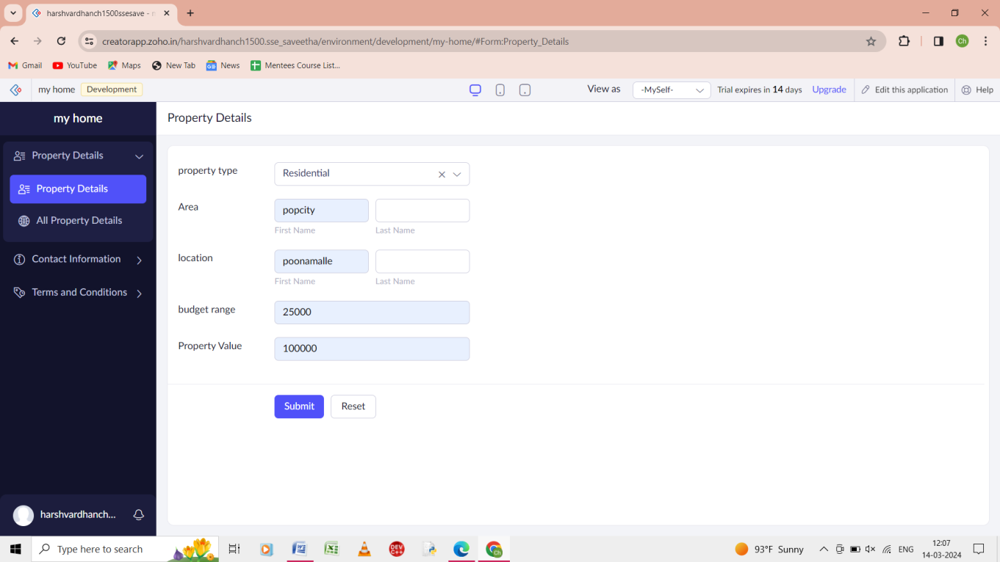 harshvardhanch1500ssesave - m
creatorapp.zoho.in/harshvardhanch1500.sse_saveetha/environment/development/my-home/#Form:Property_Details
Ch
Gmail YouTube Maps New Tab News Mentees Course List...
my home Development View as -MySelf- Trial expires in 14 days Upgrade Edit this application Help
my home
Property Details
Property Details
Property Details
All Property Details
Contact Information
Terms and Conditions
property type Residential
Area popcity
First Name Last Name
location poonamalle
First Name Last Name
budget range 25000
Property Value 100000
Submit Reset
harshvardhanch...
Type here to search
DEV C++
Ch
93°F Sunny
ENG
12:07
14-03-2024